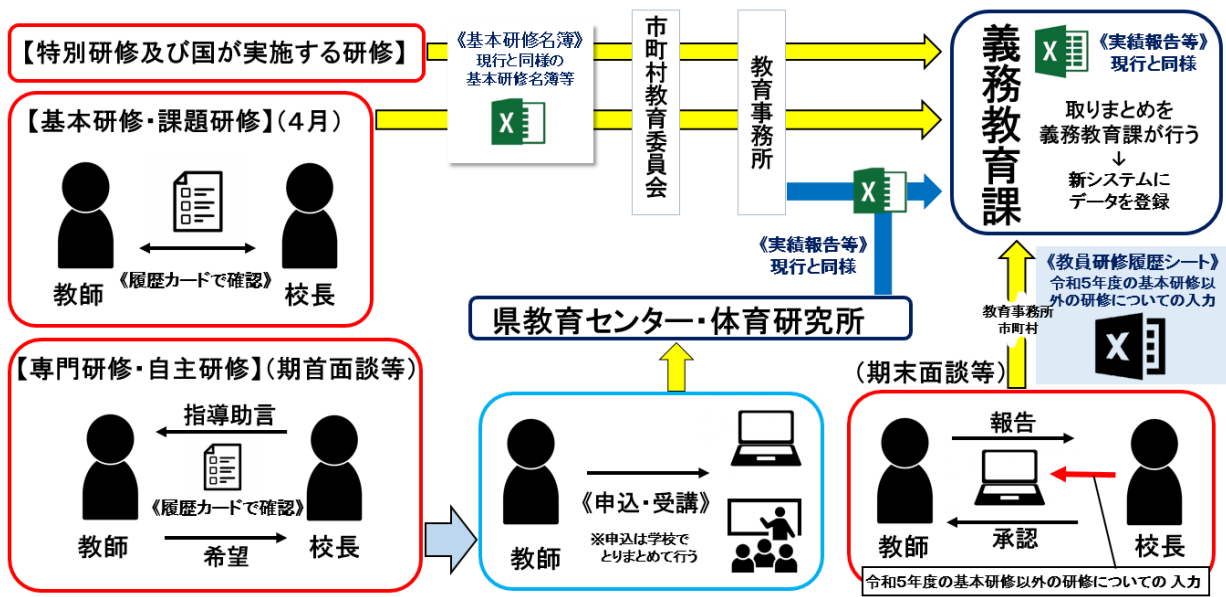 【特別研修及び国が実施する研修】
《基本研修名簿》
現行と同様の
基本研修名簿等
X
市町村教育委員会
教育事務所
義務教育課
X
《実績報告等》
現行と同様
取りまとめを
義務教育課が行う
↓
新システムに
データを登録
【基本研修・課題研修】(4月)
《履歴カードで確認》
教師
校長
X
《実績報告等》
現行と同様
県教育センター・体育研究所
《教員研修履歴シート》
令和5年度の基本研修以
外の研修についての入力
X
教育事務所
市町村
【専門研修・自主研修】(期首面談等)
指導助言
《履歴カードで確認》
希望
教師
校長
《申込・受講》
※申込は学校で
とりまとめて行う
教師
(期末面談等)
報告
承認
教師
校長
令和5年度の基本研修以外の研修についての 入力